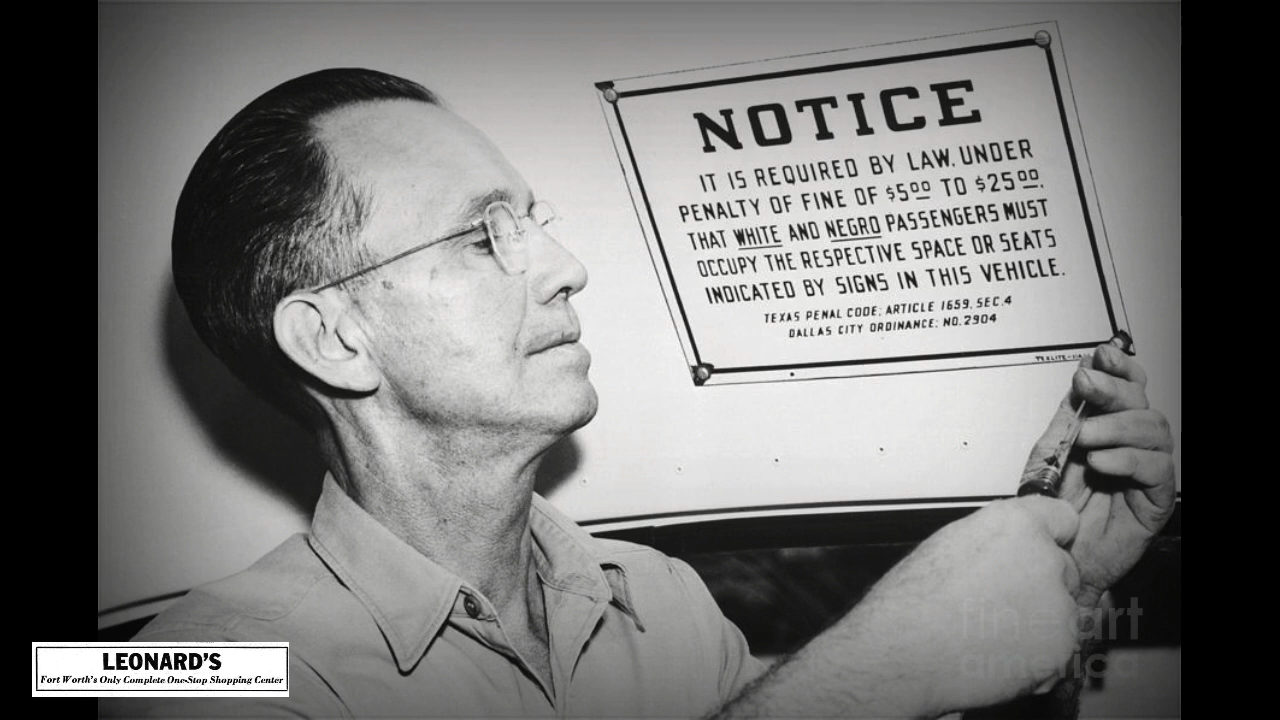 NOTICE
IT IS REQUIRED BY LAW, UNDER
PENALTY OF FINE OF $5.00 TO $25.00,
THAT WHITE AND NEGRO PASSENGERS MUST
OCCUPY THE RESPECTIVE SPACE OR SEATS
INDICATED BY SIGNS IN THIS VEHICLE.
TEXAS PENAL CODE; ARTICLE 1659, SEC.4
DALLAS CITY ORDINANCE: NO.2904
fine art
america
LEONARD'S
Fort Worth's Only Complete One-Stop Shopping Center